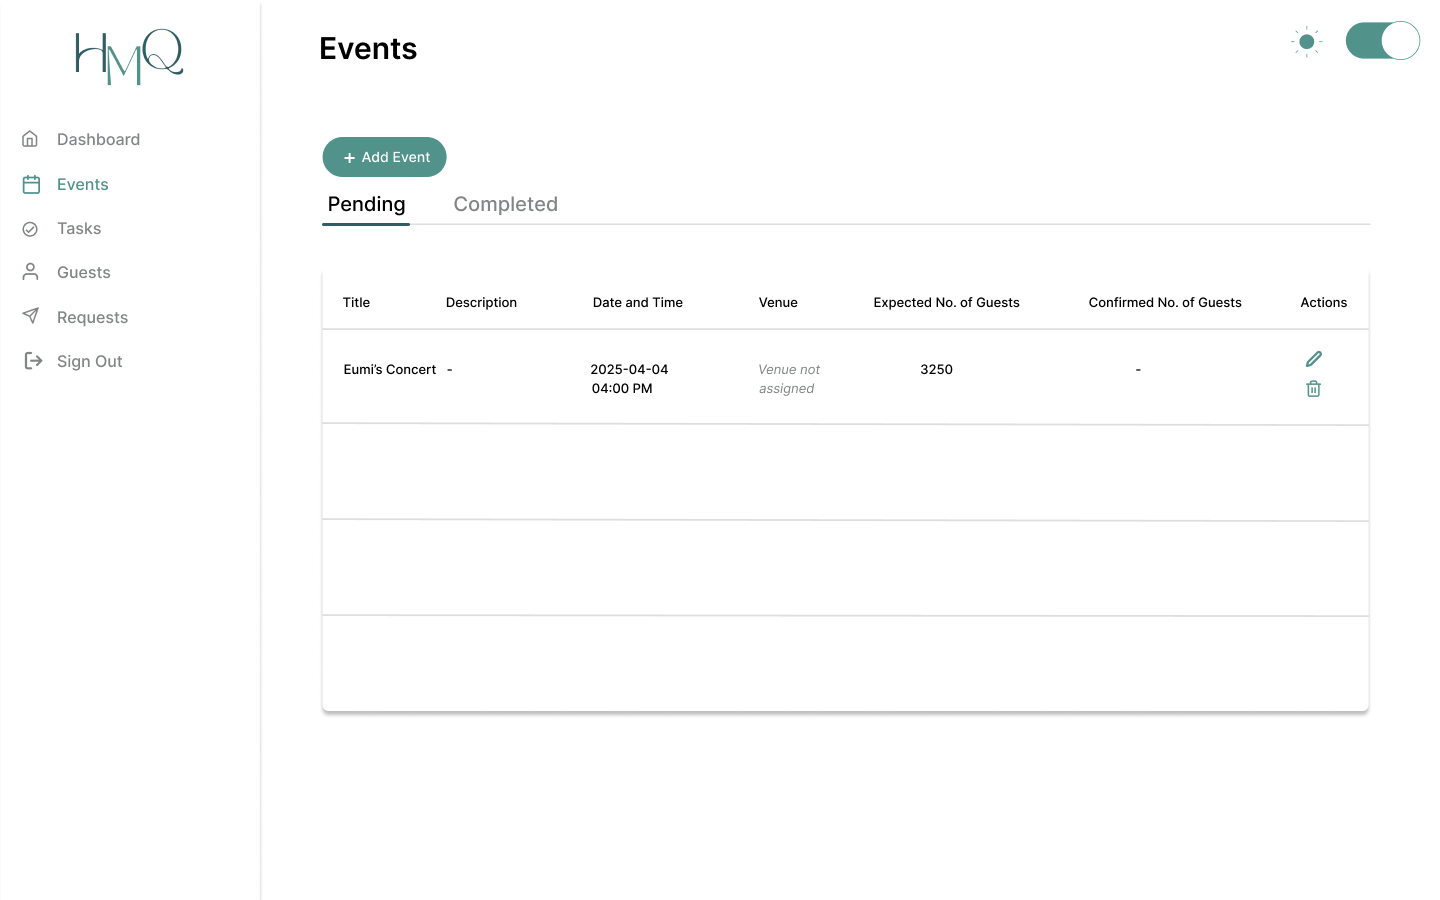 HMQ
Events
Dashboard
Events
Tasks
Guests
Requests
Sign Out
+ Add Event
Pending Completed
Title Description Date and Time Venue Expected No. of Guests Confirmed No. of Guests Actions
Eumi’s Concert - 2025-04-04 Venue not 3250 -
04:00 PM assigned